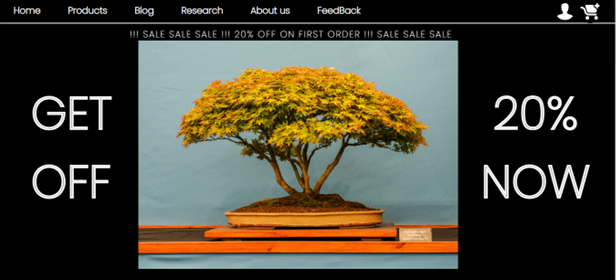 Home Products Blog Research About us FeedBack
!!! SALE SALE SALE !!! 20% OFF ON FIRST ORDER !!! SALE SALE SALE
GET 20%
OFF NOW